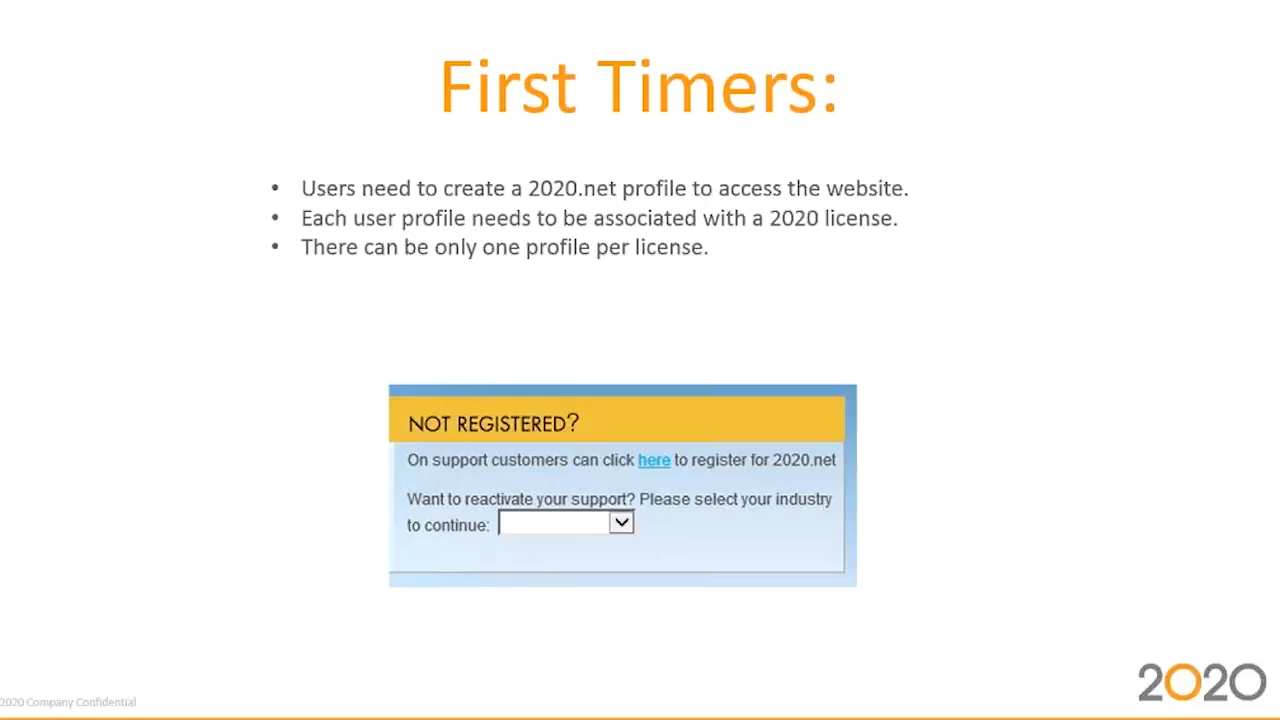 First Timers:
• Users need to create a 2020.net profile to access the website.
• Each user profile needs to be associated with a 2020 license.
• There can be only one profile per license.
NOT REGISTERED?
On support customers can click here to register for 2020.net
Want to reactivate your support? Please select your industry
to continue:
2020
2020 Company Confidential